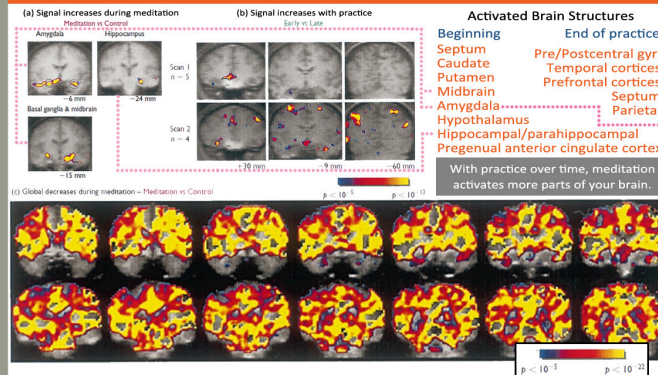 (a) Signal increases during meditation
Meditation vs Control
Amygdala
Hippocampus
−6 mm
−24 mm
Basal ganglia & midbrain
−15 mm
(b) Signal increases with practice
Early vs Late
Scan 1
n − 5
Scan 2
n − 4
+30 mm
−9 mm
−60 mm
p < 10⁻⁵
p < 10⁻¹³
Activated Brain Structures
Beginning
Septum
Caudate
Putamen
Midbrain
Amygdala
Hypothalamus
Hippocampal/parahippocampal
Pregenual anterior cingulate cortex
End of practice
Pre/Postcentral gyr
Temporal cortices
Prefrontal cortices
Septum
Parieta
With practice over time, meditation
activates more parts of your brain.
(c) Global decreases during meditation – Meditation vs Control
p < 10⁻⁵
p < 10⁻²²